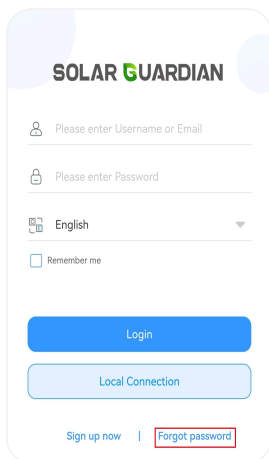 SOLAR GUARDIAN
Please enter Username or Email
Please enter Password
English
Remember me
Login
Local Connection
Sign up now | Forgot password